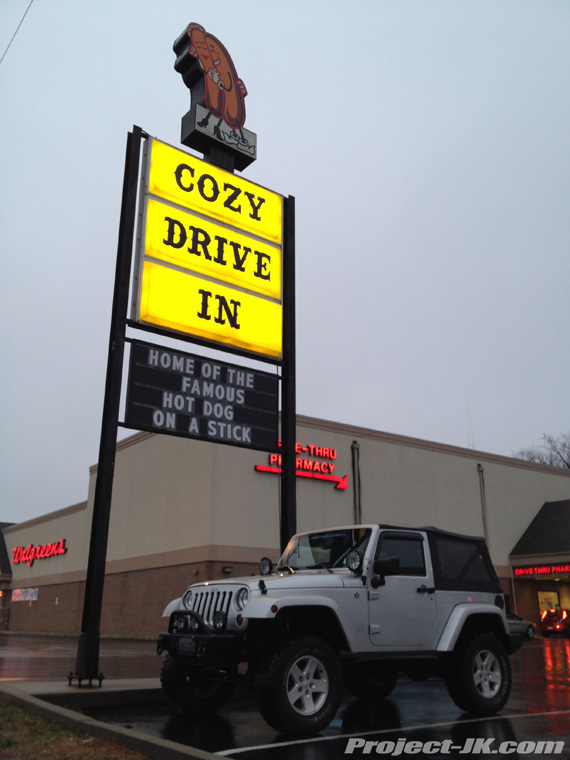 COZY
DRIVE
IN
HOME OF THE
FAMOUS
HOT DOG
ON A STICK
-THRU
PHARMACY
Walgreens
DRIVE-THRU
DRIVE THRU
Project-JK.com